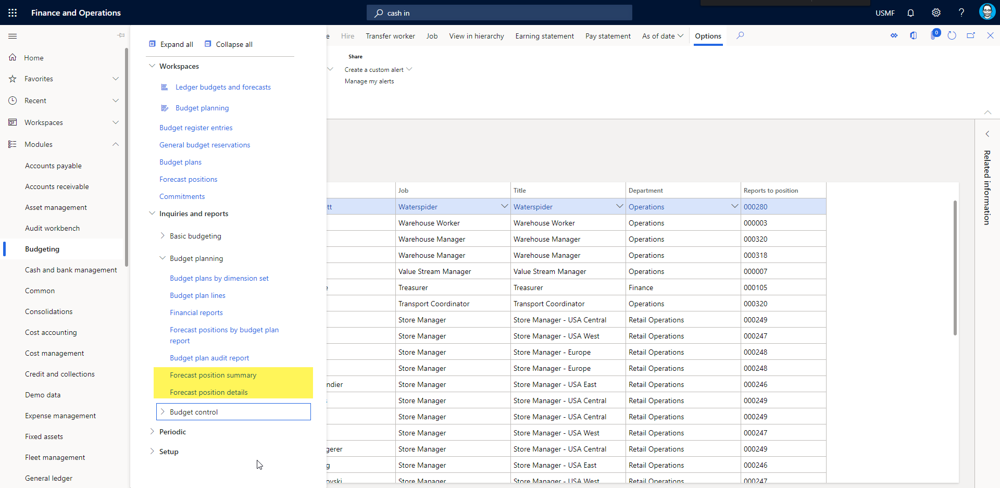 Finance and Operations
cash in
USMF
Hire
Transfer worker
Job
View in hierarchy
Earning statement
Pay statement
As of date
Options
0
Expand all
Collapse all
Share
Create a custom alert
Manage my alerts
Home
Favorites
Recent
Workspaces
Modules
Accounts payable
Accounts receivable
Asset management
Audit workbench
Budgeting
Cash and bank management
Common
Consolidations
Cost accounting
Cost management
Credit and collections
Demo data
Expense management
Fixed assets
Fleet management
General ledger
Workspaces
Ledger budgets and forecasts
Budget planning
Budget register entries
General budget reservations
Budget plans
Forecast positions
Commitments
Inquiries and reports
Basic budgeting
Budget planning
Budget plans by dimension set
Budget plan lines
Financial reports
Forecast positions by budget plan
report
Budget plan audit report
Forecast position summary
Forecast position details
Budget control
Periodic
Setup
Job Title Department Reports to position
tt Waterspider Waterspider Operations 000280
Warehouse Worker Warehouse Worker Operations 000003
Warehouse Manager Warehouse Manager Operations 000320
Warehouse Manager Warehouse Manager Operations 000318
Value Stream Manager Value Stream Manager Operations 000007
Treasurer Treasurer Finance 000105
Transport Coordinator Transport Coordinator Operations 000320
Store Manager Store Manager - USA Central Retail Operations 000249
Store Manager Store Manager - USA West Retail Operations 000247
Store Manager Store Manager - Europe Retail Operations 000248
Store Manager Store Manager - Europe Retail Operations 000248
ndier Store Manager Store Manager - USA East Retail Operations 000246
Store Manager Store Manager - USA Central Retail Operations 000249
Store Manager Store Manager - USA Central Retail Operations 000249
Store Manager Store Manager - USA West Retail Operations 000247
gerer Store Manager Store Manager - USA Central Retail Operations 000249
g Store Manager Store Manager - USA East Retail Operations 000246
ovski Store Manager Store Manager - USA West Retail Operations 000247
Related information